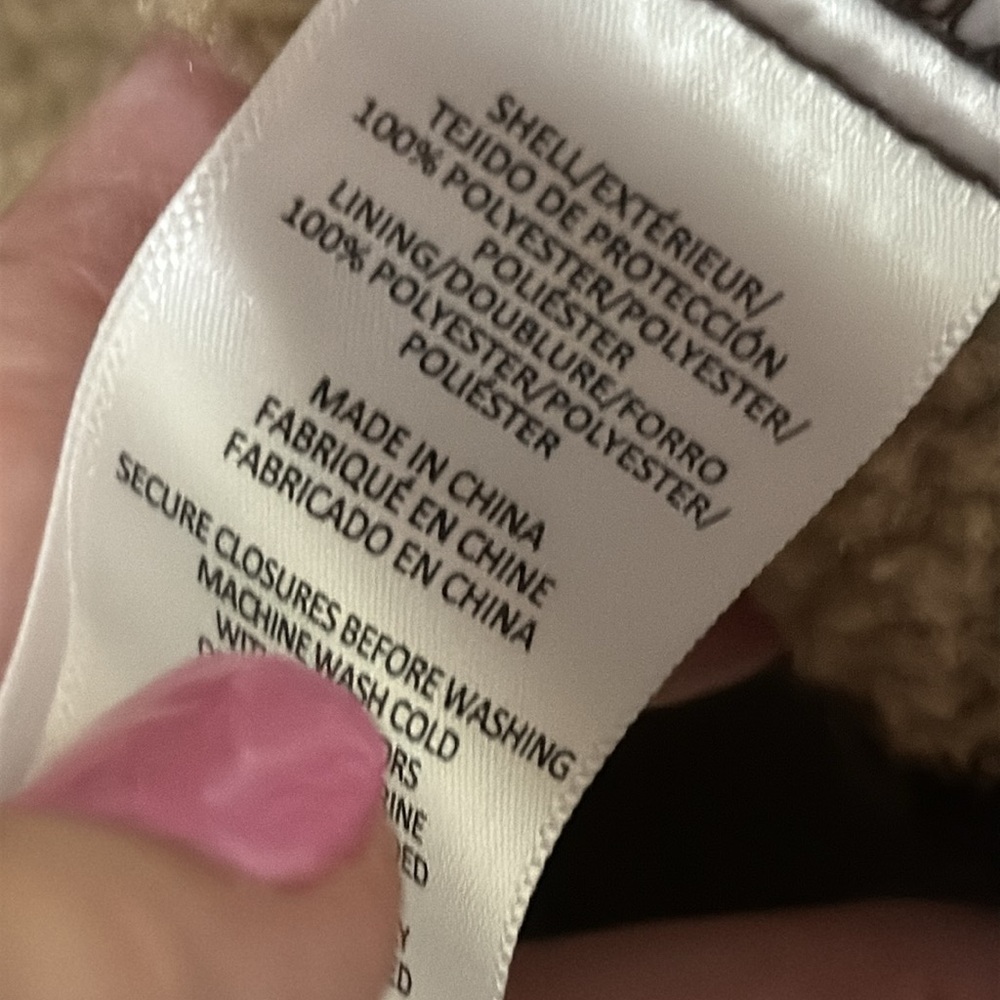 SHELL/EXTÉRIEUR/
TEJIDO DE PROTECCIÓN
100% POLYESTER/POLYESTER/
POLIÉSTER
LINING/DOUBLURE/FORRO
100% POLYESTER/POLYESTER/
POLIÉSTER
MADE IN CHINA
FABRIQUÉ EN CHINE
FABRICADO EN CHINA
SECURE CLOSURES BEFORE WASHING
MACHINE WASH COLD